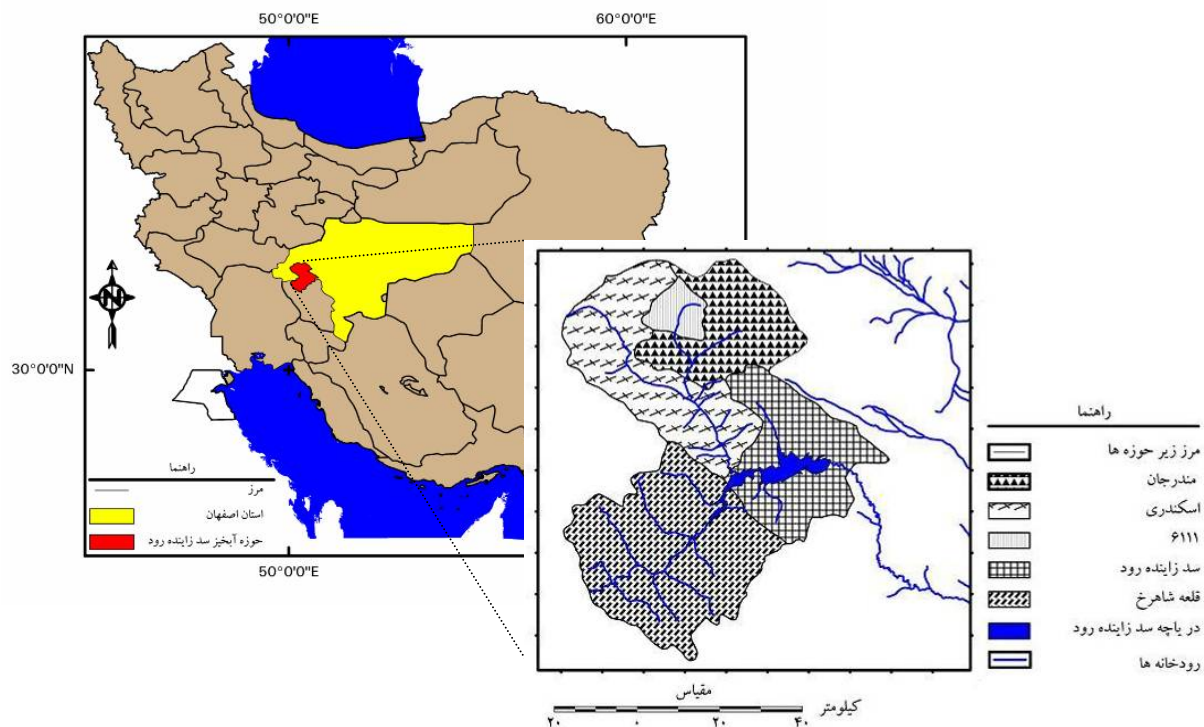 50°0'0"E
60°0'0"E
N
30°0'0"N
راهنما
مرز
استان اصفهان
حوزه آبخیز سد زاینده رود
50°0'0"E
راهنما
مرز زیر حوزه ها
مندرجان
اسکندری
۶۱۱۱
سد زاینده رود
قلعه شاهرخ
دریاچه سد زاینده رود
رودخانه ها
مقیاس
کیلومتر
۲۰ ۰ ۲۰ ۴۰